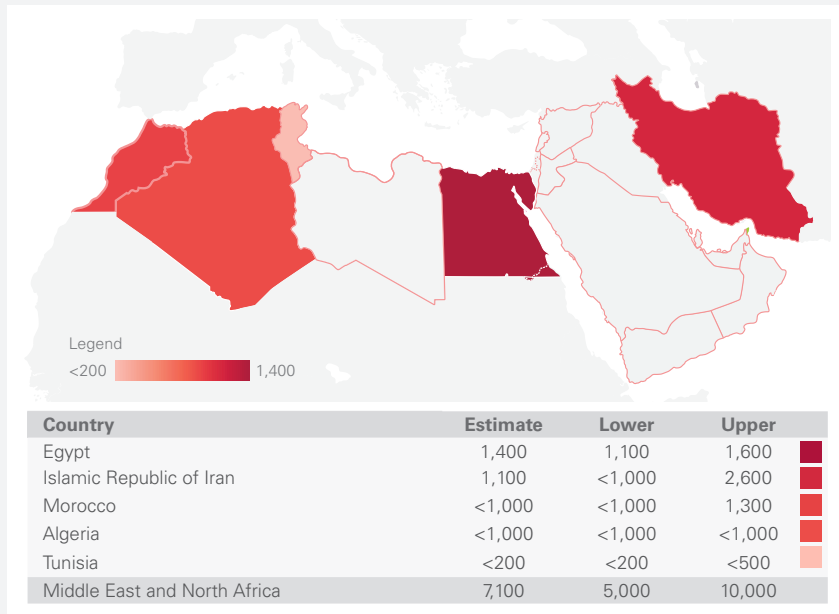 Legend
<200 1,400
Country Estimate Lower Upper
Egypt 1,400 1,100 1,600
Islamic Republic of Iran 1,100 <1,000 2,600
Morocco <1,000 <1,000 1,300
Algeria <1,000 <1,000 <1,000
Tunisia <200 <200 <500
Middle East and North Africa 7,100 5,000 10,000